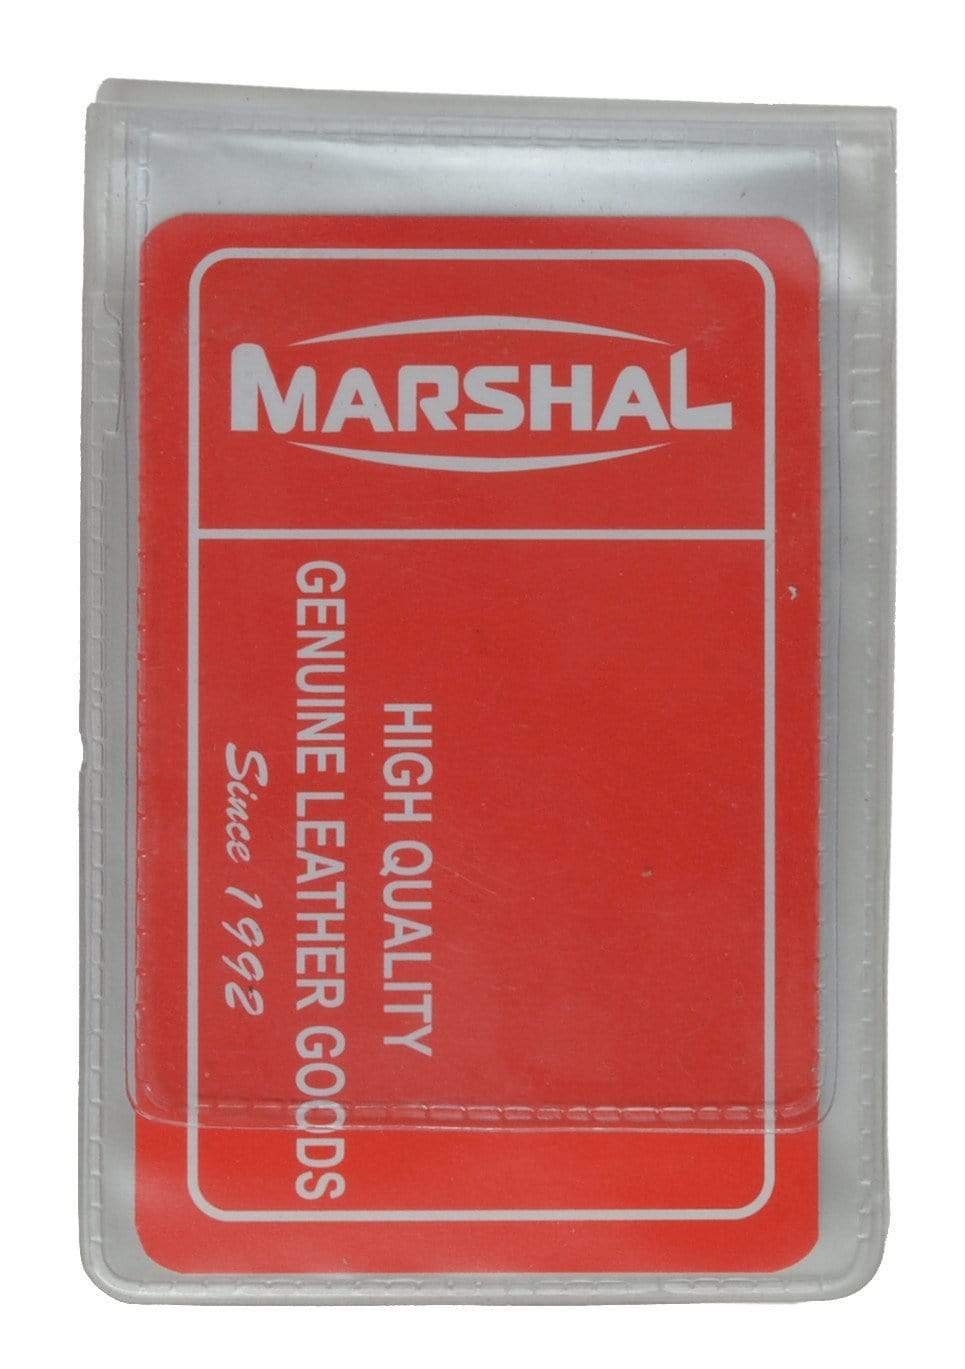 MARSHAL
HIGH QUALITY
GENUINE LEATHER GOODS
Since 1992